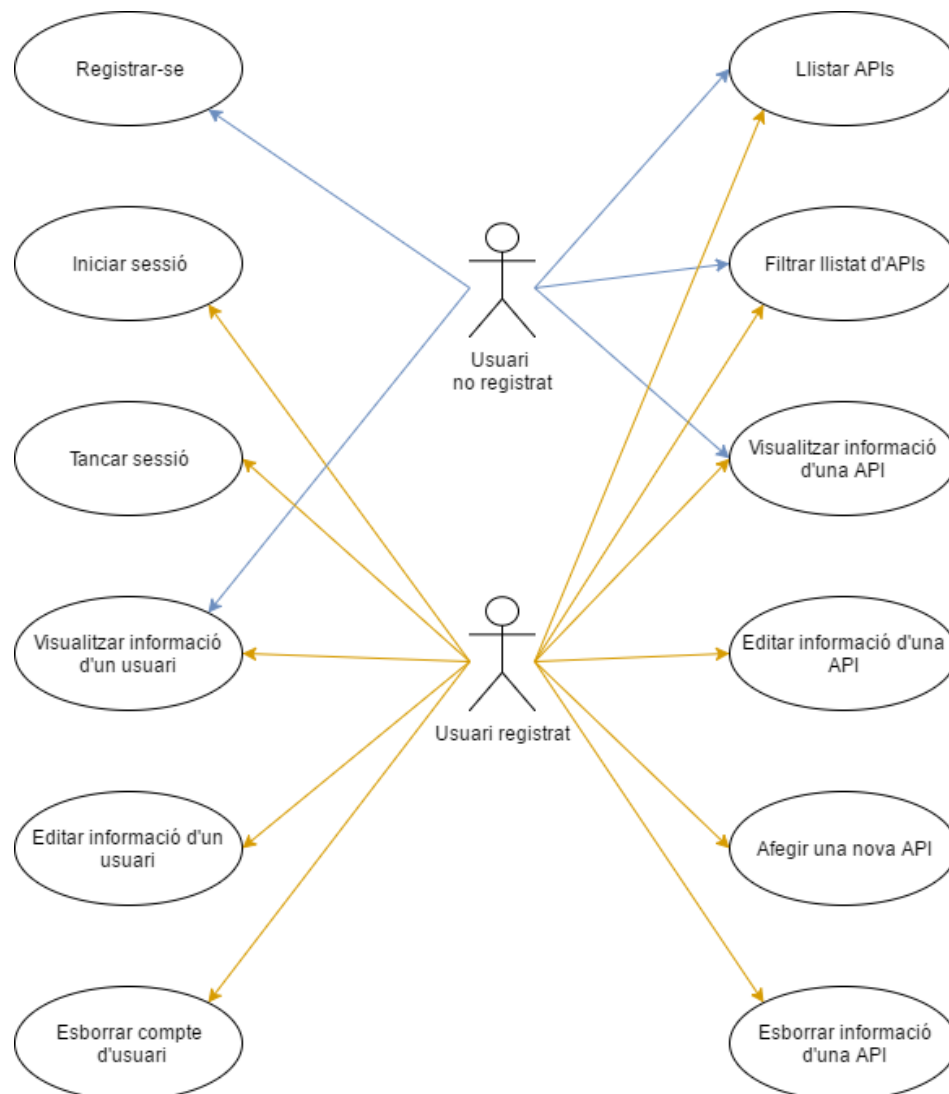 Registrar-se
Llistar APIs
Iniciar sessió
Filtrar llistat d'APIs
Usuari
no registrat
Tancar sessió
Visualitzar informació
d'una API
Visualitzar informació
d'un usuari
Editar informació d'una
API
Usuari registrat
Editar informació d'un
usuari
Afegir una nova API
Esborrar compte
d'usuari
Esborrar informació
d'una API